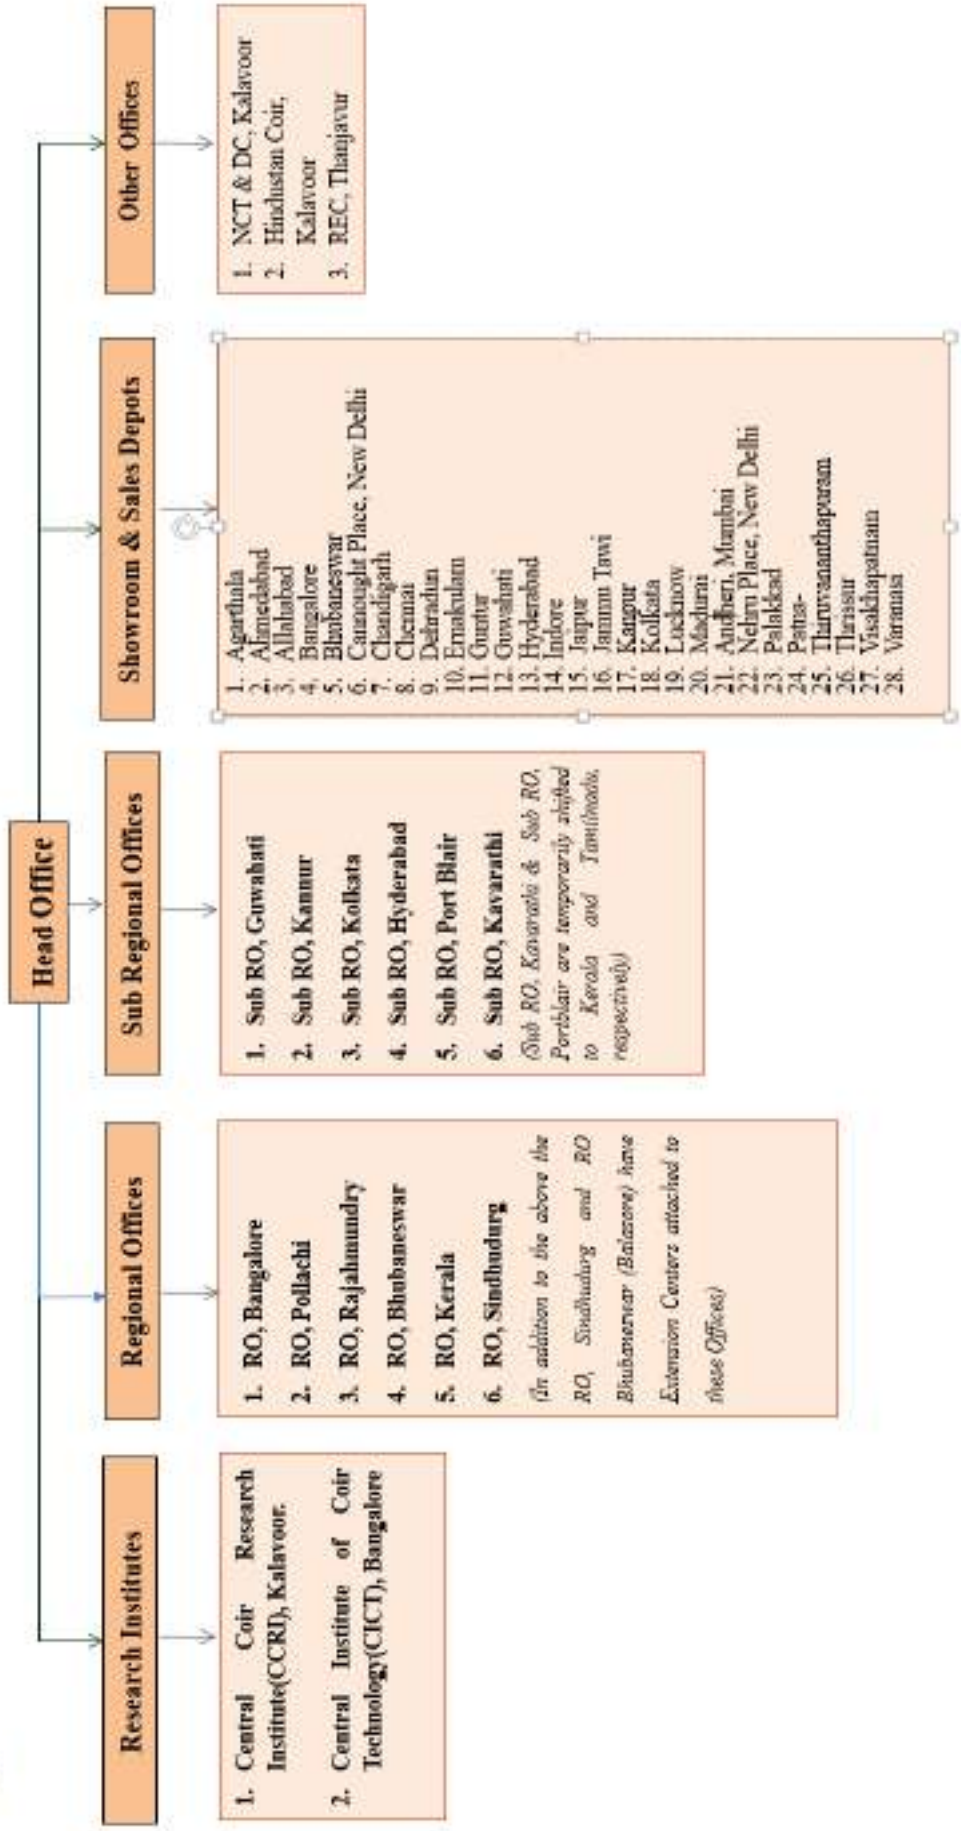 Head Office
Research Institutes
1. Central Coir Research
Institute(CCRI), Kalavoor.
2. Central Institute of Coir
Technology(CICT), Bangalore
Regional Offices
1. RO, Bangalore
2. RO, Pollachi
3. RO, Rajahmundry
4. RO, Bhubaneswar
5. RO, Kerala
6. RO, Sindhudurg
(In addition to the above the
RO, Sindhudurg and RO
Bhubaneswar (Balasore) have
Extension Centers attached to
these Offices)
Sub Regional Offices
1. Sub RO, Guwahati
2. Sub RO, Kannur
3. Sub RO, Kolkata
4. Sub RO, Hyderabad
5. Sub RO, Port Blair
6. Sub RO, Kavarathi
(Sub RO, Kavarathi & Sub RO,
Portblair are temporarily shifted
to Kerala and Tamilnadu,
respectively)
Showroom & Sales Depots
1. Agarthala
2. Ahmedabad
3. Allahabad
4. Bangalore
5. Bhubaneswar
6. Cannought Place, New Delhi
7. Chandigarh
8. Chennai
9. Dehradun
10. Ernakulam
11. Guntur
12. Guwahati
13. Hyderabad
14. Indore
15. Jaipur
16. Jammu Tawi
17. Kanpur
18. Kolkata
19. Lucknow
20. Madurai
21. Andheri, Mumbai
22. Nehru Place, New Delhi
23. Palakkad
24. Patna-
25. Thiruvananthapuram
26. Thrissur
27. Visakhapatnam
28. Varanasi
Other Offices
1. NCT & DC, Kalavoor
2. Hindustan Coir,
Kalavoor
3. REC, Thanjavur